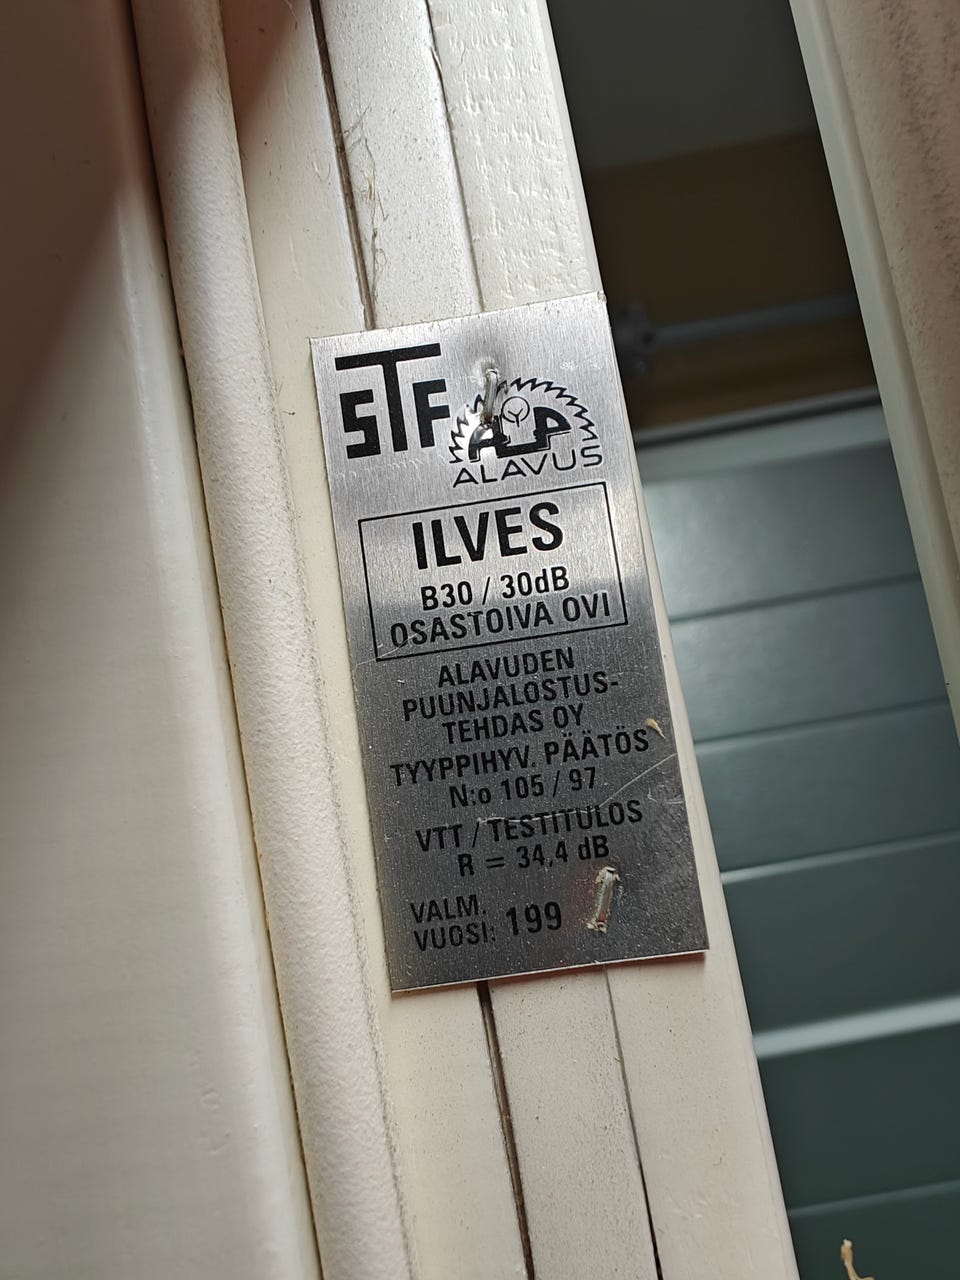 STF
ALP
ALAVUS
ILVES
B30 / 30dB
OSASTOIVA OVI
ALAVUDEN
PUUNJALOSTUS-
TEHDAS OY
TYYPPIHYV. PÄÄTÖS
N:o 105 / 97
VTT / TESTITULOS
R = 34,4 dB
VALM.
VUOSI: 199